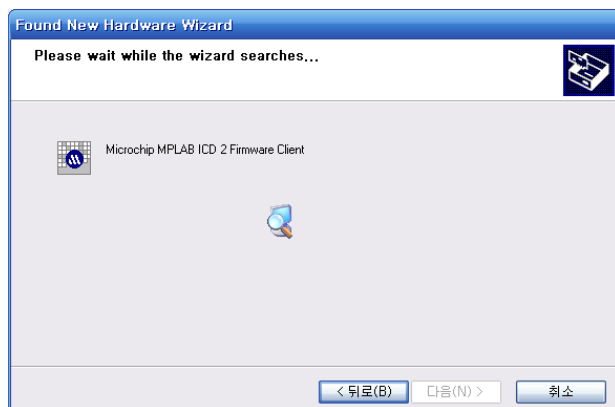 Found New Hardware Wizard
Please wait while the wizard searches...
Microchip MPLAB ICD 2 Firmware Client
< 뒤로(B)
다음(N) >
취소